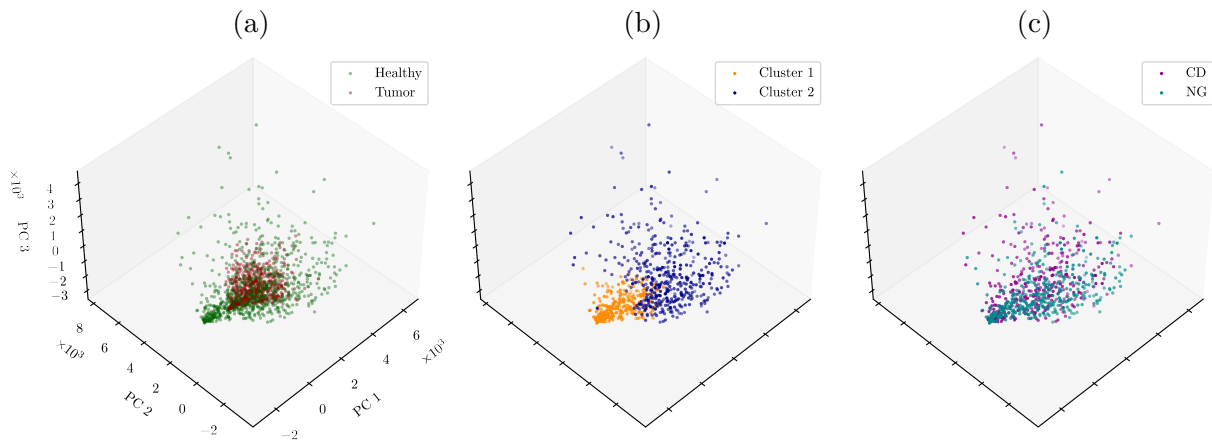 (a)
(b)
(c)
Healthy
Tumor
Cluster 1
Cluster 2
CD
NG
×10³
PC 3
4
3
2
1
0
−1
−2
−3
8
6
4
2
0
−2
×10³
PC 2
−2
0
2
4
6
×10³
PC 1